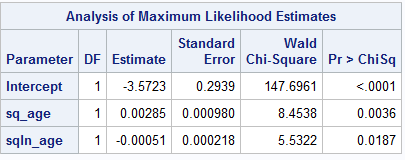 Analysis of Maximum Likelihood Estimates
Parameter DF Estimate Standard Error Wald Chi-Square Pr > ChiSq
Intercept 1 -3.5723 0.2939 147.6961 <.0001
sq_age 1 0.00285 0.000980 8.4538 0.0036
sqln_age 1 -0.00051 0.000218 5.5322 0.0187